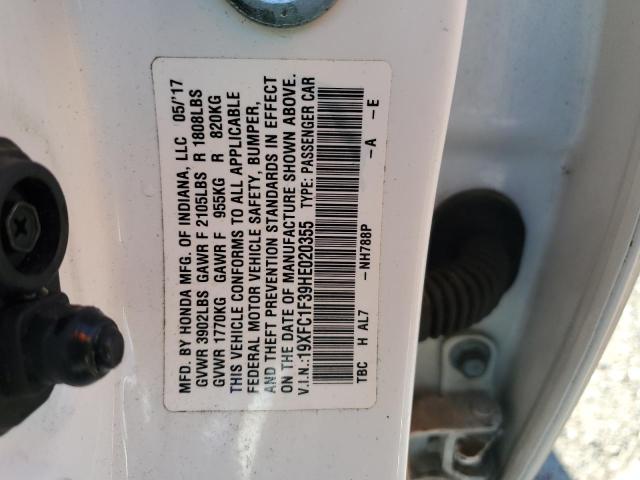 MFD. BY HONDA MFG. OF INDIANA, LLC 05/'17
GVWR 3902LBS GAWR F 2105LBS R 1808LBS
GVWR 1770KG GAWR F 955KG R 820KG
THIS VEHICLE CONFORMS TO ALL APPLICABLE
FEDERAL MOTOR VEHICLE SAFETY, BUMPER,
AND THEFT PREVENTION STANDARDS IN EFFECT
ON THE DATE OF MANUFACTURE SHOWN ABOVE.
V.I.N.:19XFC1F39HE020355 TYPE: PASSENGER CAR
TBC H AL7 -NH788P -A -E